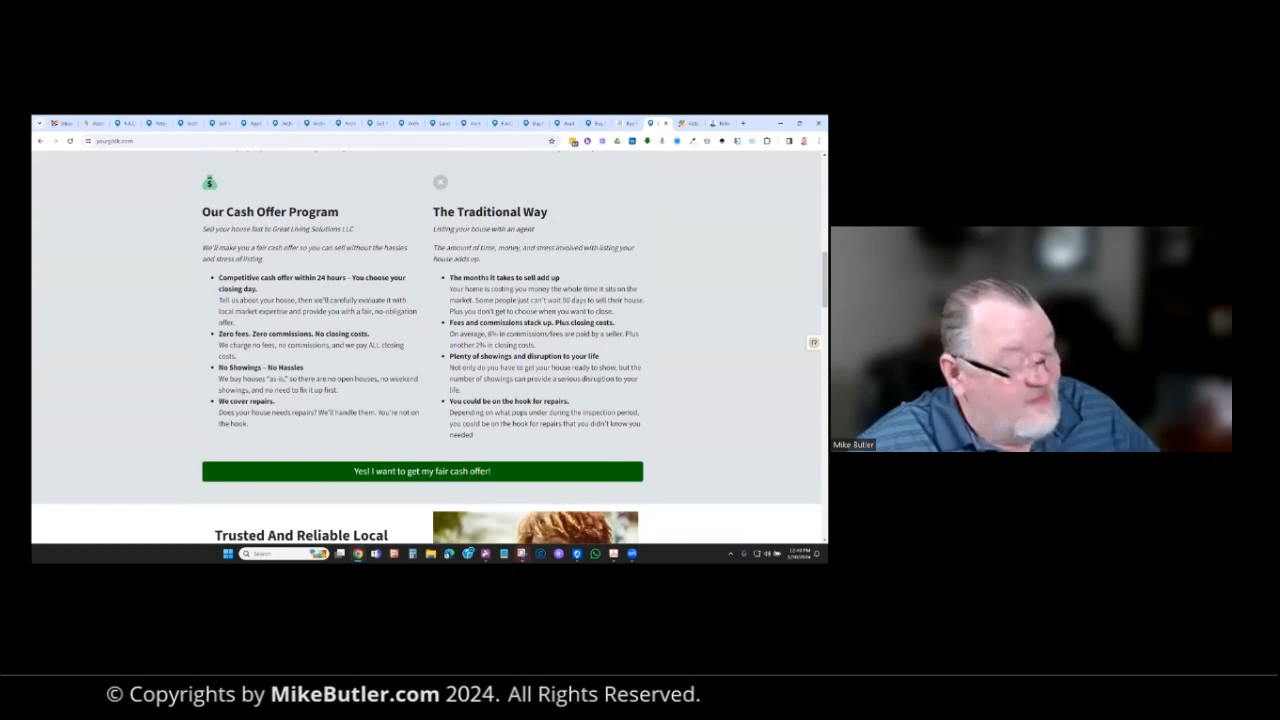 Our Cash Offer Program
Sell your house fast to Great Living Solutions LLC
We'll make you a fair cash offer so you can sell without the hassles
and stress of listing.
Competitive cash offer within 24 hours – You choose your
closing day.
Tell us about your house, then we'll carefully evaluate it with
local market expertise and provide you with a fair, no-obligation
offer.
Zero fees. Zero commissions. No closing costs.
We charge no fees, no commissions, and we pay ALL closing
costs.
No Showings – No Hassles
We buy houses "as-is," so there are no open houses, no weekend
showings, and no need to fix it up first.
We cover repairs.
Does your house needs repairs? We'll handle them. You're not on
the hook.
The Traditional Way
Listing your house with an agent
The amount of time, money, and stress involved with listing your
house adds up.
The months it takes to sell add up
Your home is costing you money the whole time it sits on the
market. Some people just can't wait 90 days to sell their house.
Plus you don't get to choose when you want to close.
Fees and commissions stack up. Plus closing costs.
On average, 6% in commissions/fees are paid by a seller. Plus
another 2% in closing costs.
Plenty of showings and disruption to your life
Not only do you have to get your house ready to show, but the
number of showings can provide a serious disruption to your
life.
You could be on the hook for repairs.
Depending on what pops under during the inspection period,
you could be on the hook for repairs that you didn't know you
needed
Yes! I want to get my fair cash offer!
Trusted And Reliable Local
Search
Mike Butler
© Copyrights by MikeButler.com 2024. All Rights Reserved.